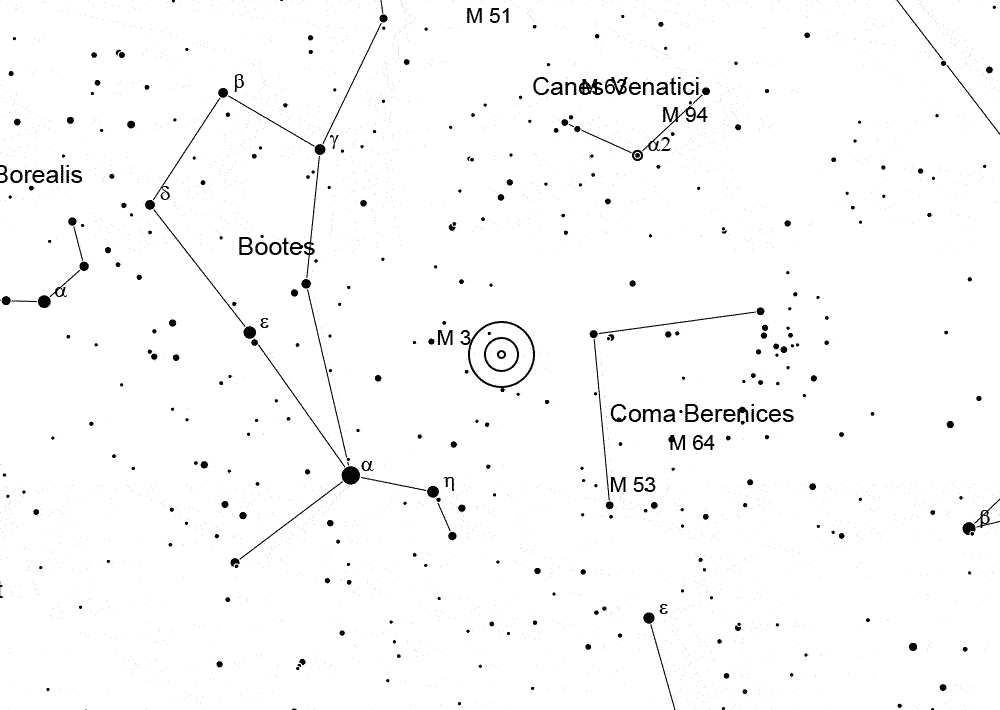 M 51
β
Canes Venatici
M 63
M 94
γ
α2
Borealis
δ
Bootes
α
ε
M 3
Coma Berenices
M 64
α
η
M 53
β
t
ε